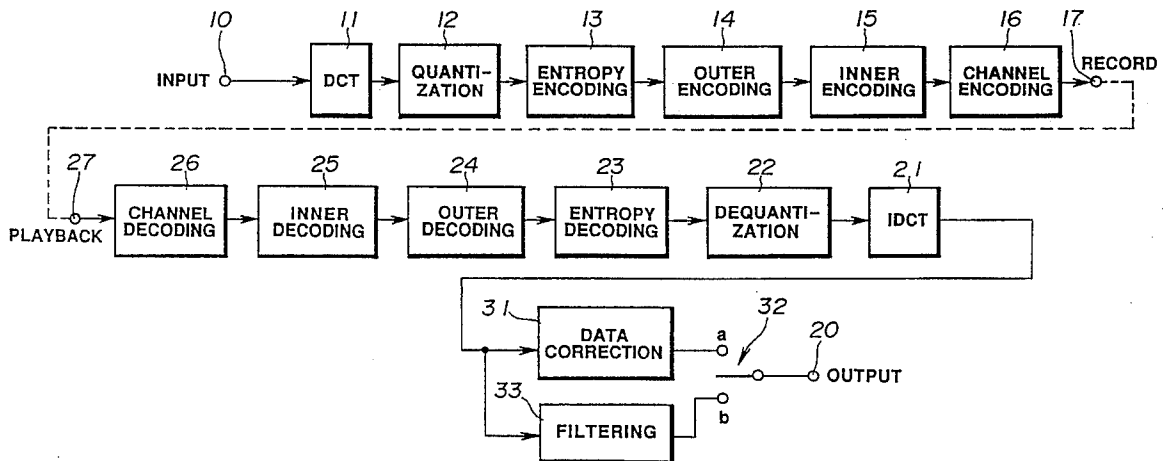 10
11
12
13
14
15
16
17
INPUT
DCT
QUANTI-
ZATION
ENTROPY
ENCODING
OUTER
ENCODING
INNER
ENCODING
CHANNEL
ENCODING
RECORD
27
26
25
24
23
22
21
PLAYBACK
CHANNEL
DECODING
INNER
DECODING
OUTER
DECODING
ENTROPY
DECODING
DEQUANTI-
ZATION
IDCT
31
DATA
CORRECTION
a
32
20
OUTPUT
33
FILTERING
b